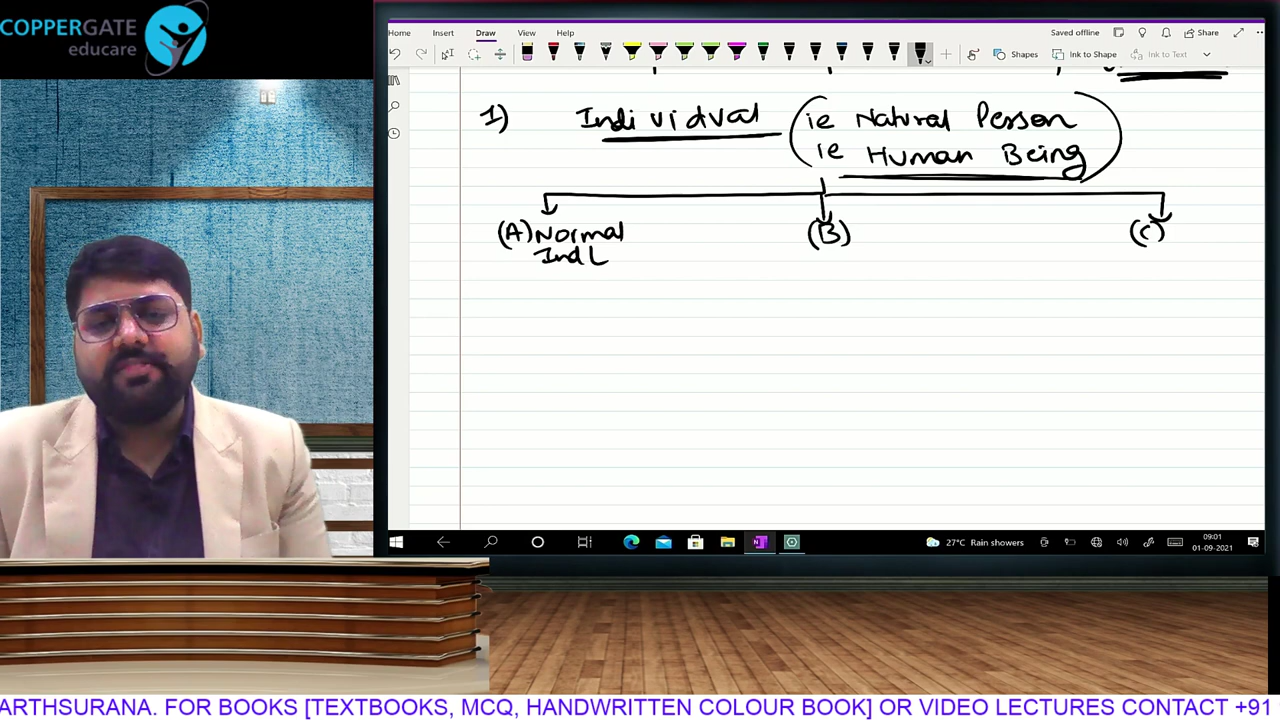 COPPERGATE
educare
Home Insert Draw View Help
Saved offline
Share
Shapes
Ink to Shape
Ink to Text
1) Individual (ie Natural Person
ie Human Being)
(A) Normal
Indl
(B)
(C)
27°C Rain showers
09:01
01-09-2021
ARTHSURANA. FOR BOOKS [TEXTBOOKS, MCQ, HANDWRITTEN COLOUR BOOK] OR VIDEO LECTURES CONTACT +91